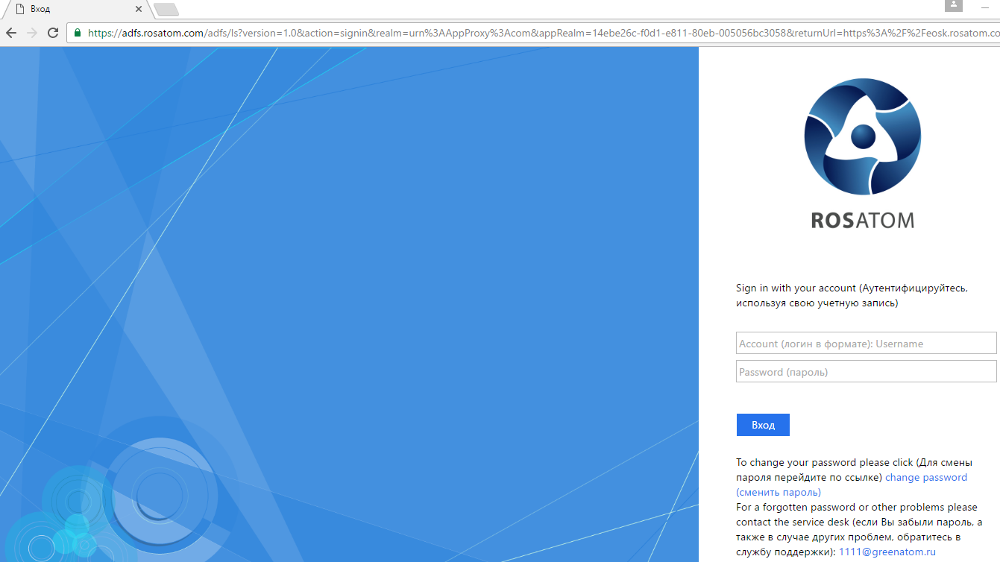 Вход
https://adfs.rosatom.com/adfs/ls?version=1.0&action=signin&realm=urn%3AAppProxy%3Acom&appRealm=14ebe26c-f0d1-e811-80eb-005056bc3058&returnUrl=https%3A%2F%2Feosk.rosatom.co
ROSATOM
Sign in with your account (Аутентифицируйтесь,
используя свою учетную запись)
Account (логин в формате): Username
Password (пароль)
Вход
To change your password please click (Для смены
пароля перейдите по ссылке) change password
(сменить пароль)
For a forgotten password or other problems please
contact the service desk (если Вы забыли пароль, а
также в случае других проблем, обратитесь в
службу поддержки): 1111@greenatom.ru